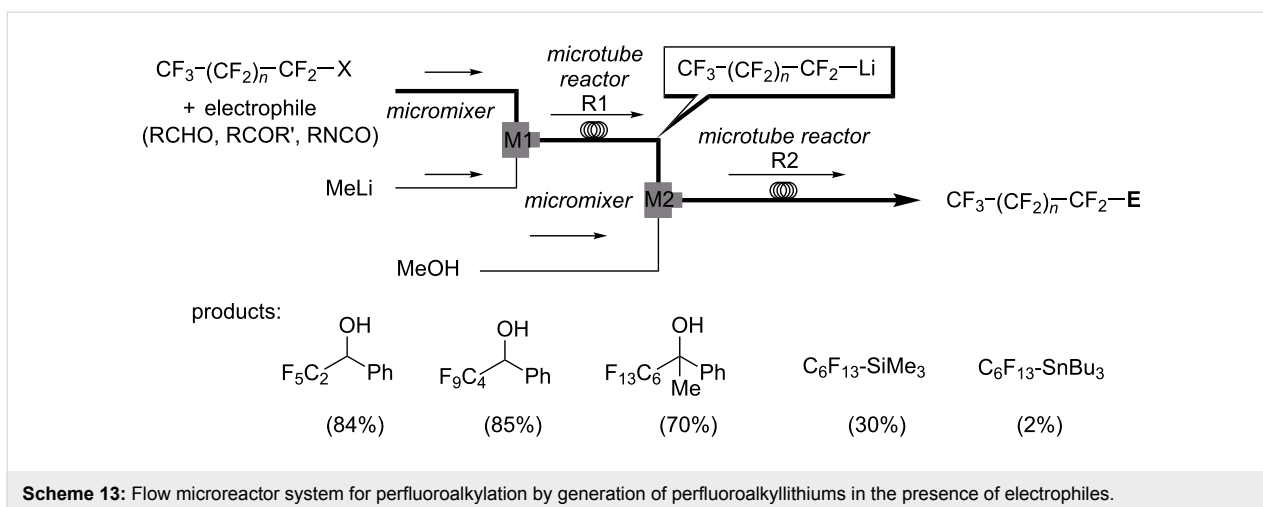 CF₃–(CF₂)ₙ–CF₂–X
+ electrophile
(RCHO, RCOR', RNCO)
micromixer
microtube
reactor
R1
CF₃–(CF₂)ₙ–CF₂–Li
M1
MeLi
microtube reactor
R2
micromixer
M2
CF₃–(CF₂)ₙ–CF₂–E
MeOH
products:
OH
F₅C₂
Ph
(84%)
OH
F₉C₄
Ph
(85%)
OH
F₁₃C₆
Ph
Me
(70%)
C₆F₁₃-SiMe₃
(30%)
C₆F₁₃-SnBu₃
(2%)
Scheme 13: Flow microreactor system for perfluoroalkylation by generation of perfluoroalkyllithiums in the presence of electrophiles.